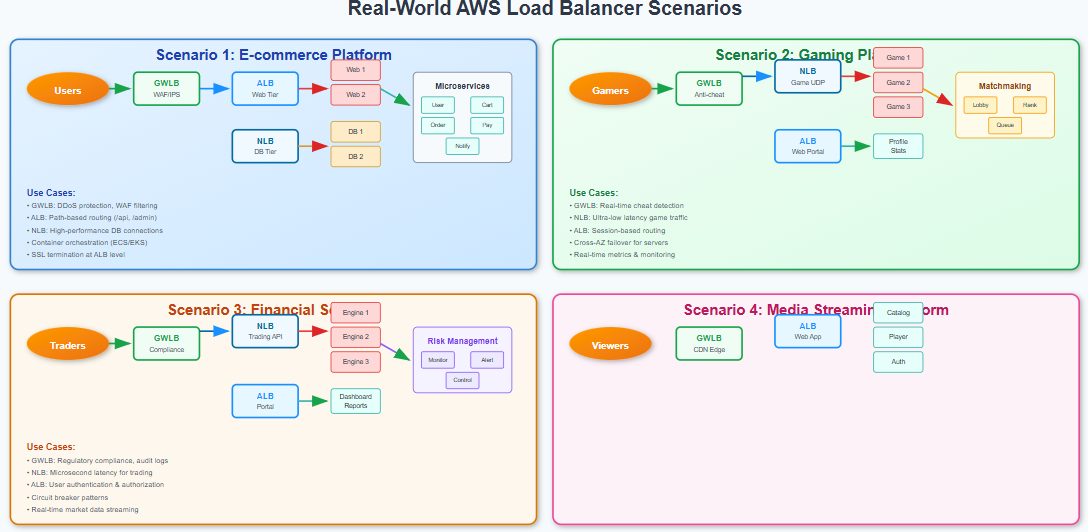 Real-World AWS Load Balancer Scenarios
Scenario 1: E-commerce Platform
Users
GWLB
WAF/IPS
ALB
Web Tier
Web 1
Web 2
NLB
DB Tier
DB 1
DB 2
Microservices
User
Cart
Order
Pay
Notify
Use Cases:
• GWLB: DDoS protection, WAF filtering
• ALB: Path-based routing (/api, /admin)
• NLB: High-performance DB connections
• Container orchestration (ECS/EKS)
• SSL termination at ALB level
Scenario 2: Gaming Pla
Gamers
GWLB
Anti-cheat
NLB
Game UDP
Game 1
Game 2
Game 3
ALB
Web Portal
Profile
Stats
Matchmaking
Lobby
Rank
Queue
Use Cases:
• GWLB: Real-time cheat detection
• NLB: Ultra-low latency game traffic
• ALB: Session-based routing
• Cross-AZ failover for servers
• Real-time metrics & monitoring
Scenario 3: Financial S
Traders
GWLB
Compliance
NLB
Trading API
Engine 1
Engine 2
Engine 3
ALB
Portal
Dashboard
Reports
Risk Management
Monitor
Alert
Control
Use Cases:
• GWLB: Regulatory compliance, audit logs
• NLB: Microsecond latency for trading
• ALB: User authentication & authorization
• Circuit breaker patterns
• Real-time market data streaming
Scenario 4: Media Streaming Platform
Viewers
GWLB
CDN Edge
ALB
Web App
Catalog
Player
Auth